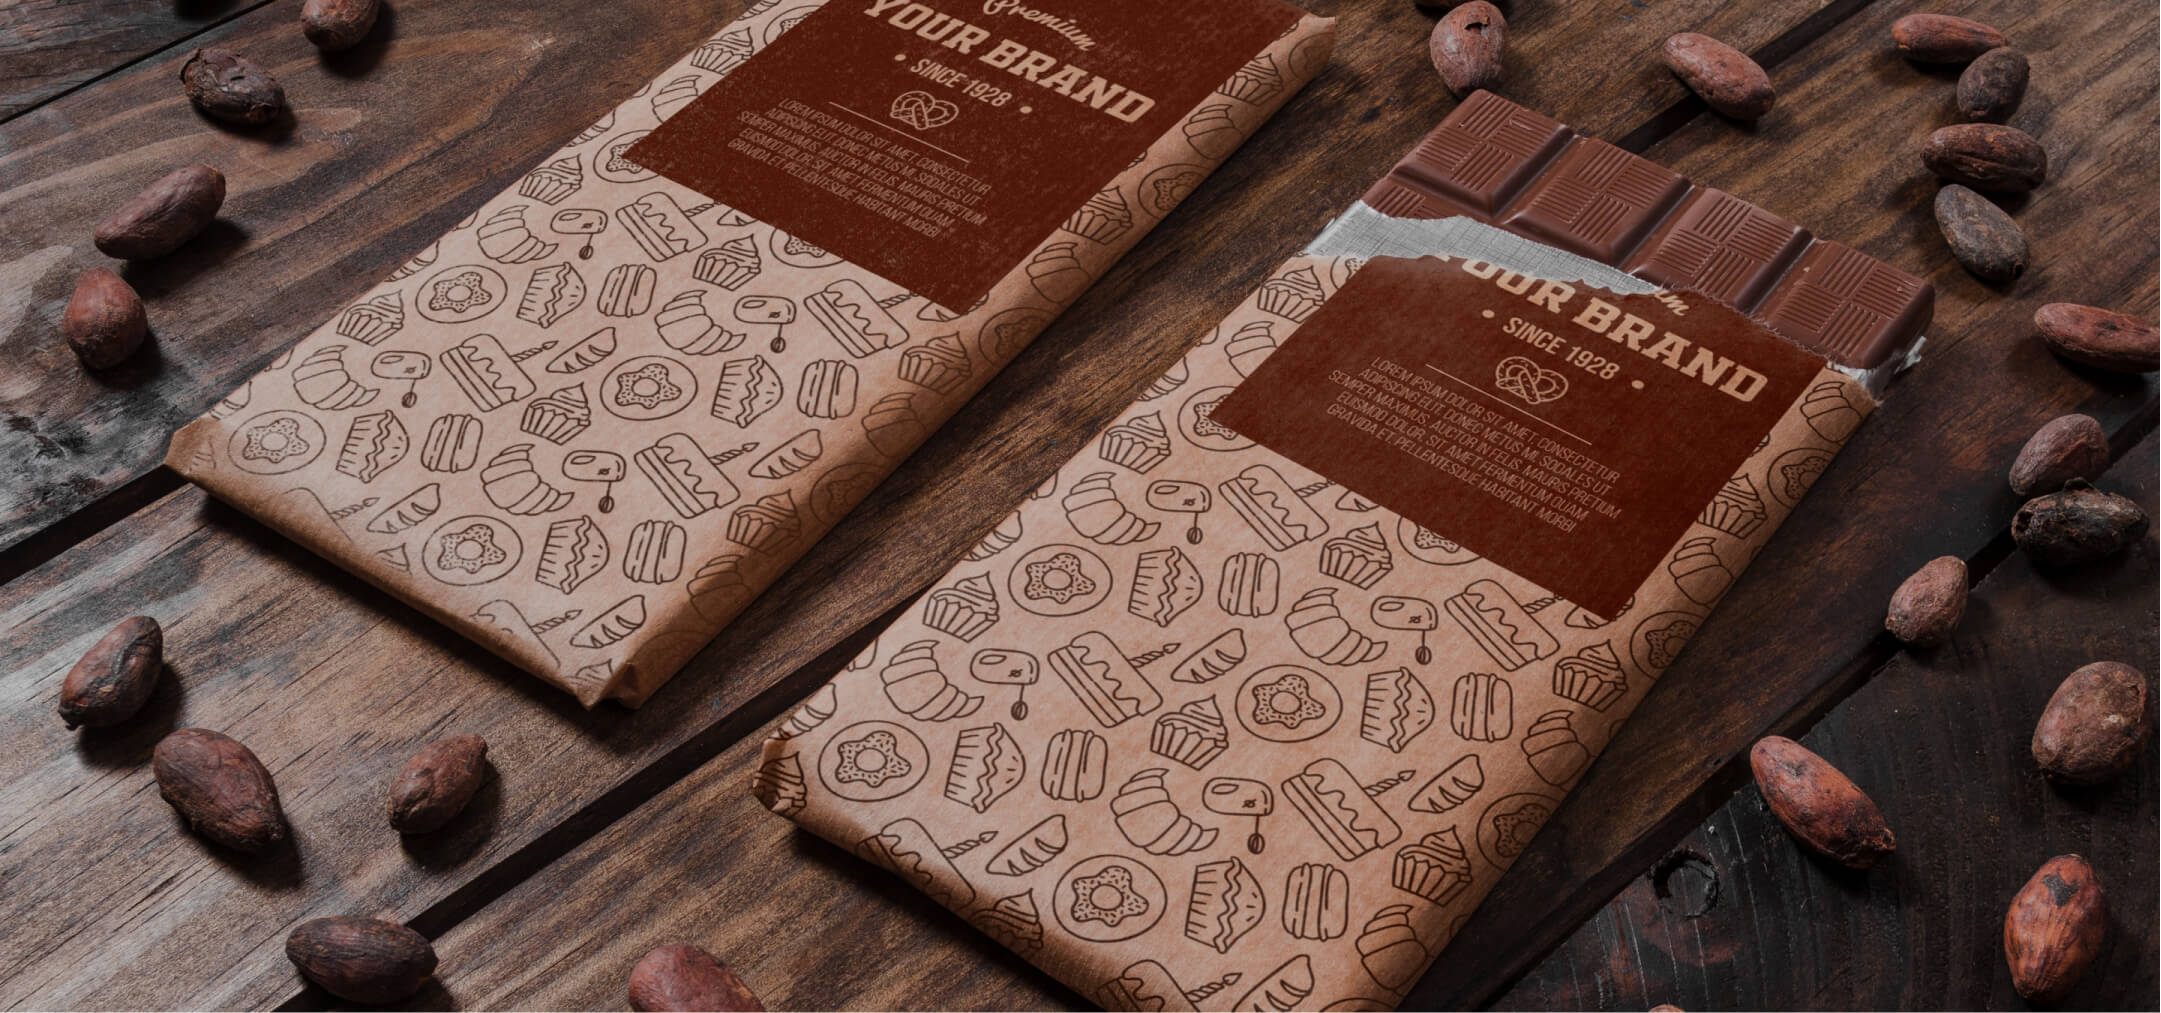 Premium
YOUR BRAND
• SINCE 1928 •
LOREM IPSUM DOLOR SIT AMET, CONSECTETUR
ADIPISCING ELIT. DONEC METUS MI, SODALES UT
SEMPER MAXIMUS, AUCTOR IN FELIS. MAURIS PRETIUM
EUISMOD DOLOR, SIT AMET FERMENTUM QUAM
GRAVIDA ET. PELLENTESQUE HABITANT MORBI
YOUR BRAND
• SINCE 1928 •
LOREM IPSUM DOLOR SIT AMET, CONSECTETUR
ADIPISCING ELIT. DONEC METUS MI, SODALES UT
SEMPER MAXIMUS, AUCTOR IN FELIS. MAURIS PRETIUM
EUISMOD DOLOR, SIT AMET FERMENTUM QUAM
GRAVIDA ET. PELLENTESQUE HABITANT MORBI